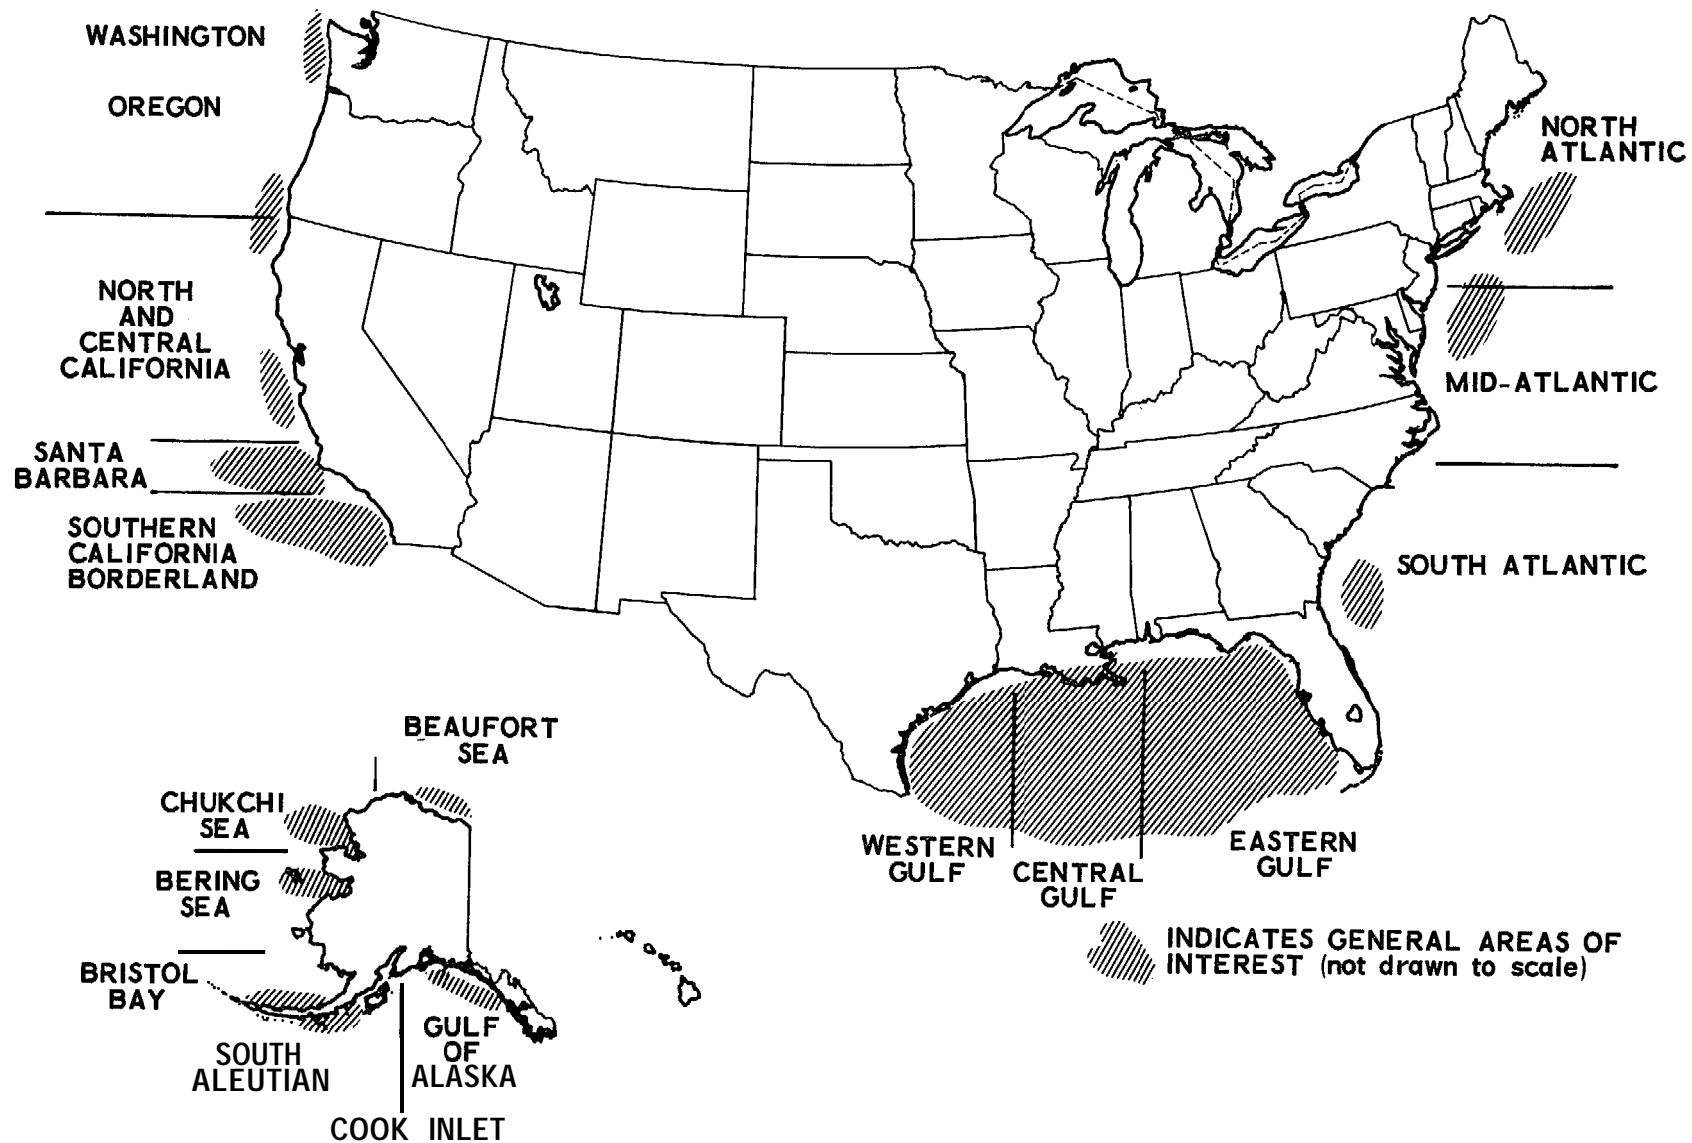 WASHINGTON
OREGON
NORTH
AND
CENTRAL
CALIFORNIA
SANTA
BARBARA
SOUTHERN
CALIFORNIA
BORDERLAND
NORTH
ATLANTIC
MID-ATLANTIC
SOUTH ATLANTIC
WESTERN
GULF
CENTRAL
GULF
EASTERN
GULF
BEAUFORT
SEA
CHUKCHI
SEA
BERING
SEA
BRISTOL
BAY
SOUTH
ALEUTIAN
GULF
OF
ALASKA
COOK INLET
INDICATES GENERAL AREAS OF
INTEREST (not drawn to scale)